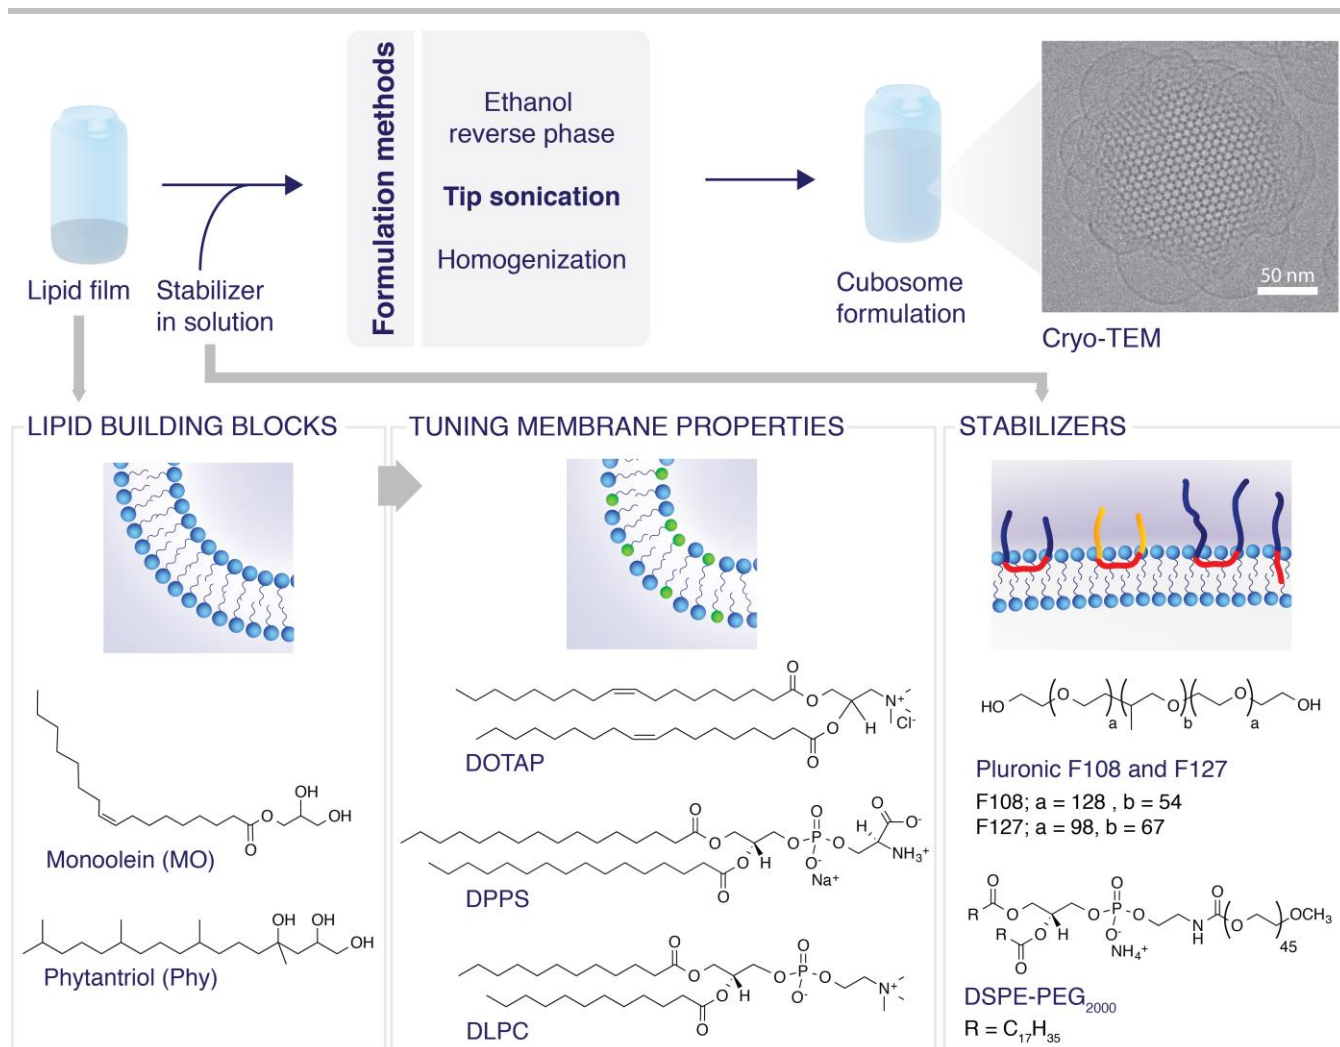 Formulation methods
Ethanol
reverse phase
Tip sonication
Homogenization
Lipid film
Stabilizer
in solution
Cubosome
formulation
50 nm
Cryo-TEM
LIPID BUILDING BLOCKS
TUNING MEMBRANE PROPERTIES
STABILIZERS
OH
O
OH
O
Monoolein (MO)
OH
OH
OH
Phytantriol (Phy)
O
O
N+
H
Cl-
O
O
DOTAP
O
O
O
O
P
O
O-
Na+
H
O
O-
NH3+
H
O
O
DPPS
O
O
O
O
P
O
O-
N+
H
O
O
DLPC
HO
O
a
O
b
O
a
OH
Pluronic F108 and F127
F108; a = 128 , b = 54
F127; a = 98, b = 67
O
R
O
O
R
O
H
O
O
P
O
O-
NH4+
N
H
O
O
O
45
OCH3
DSPE-PEG2000
R = C17H35